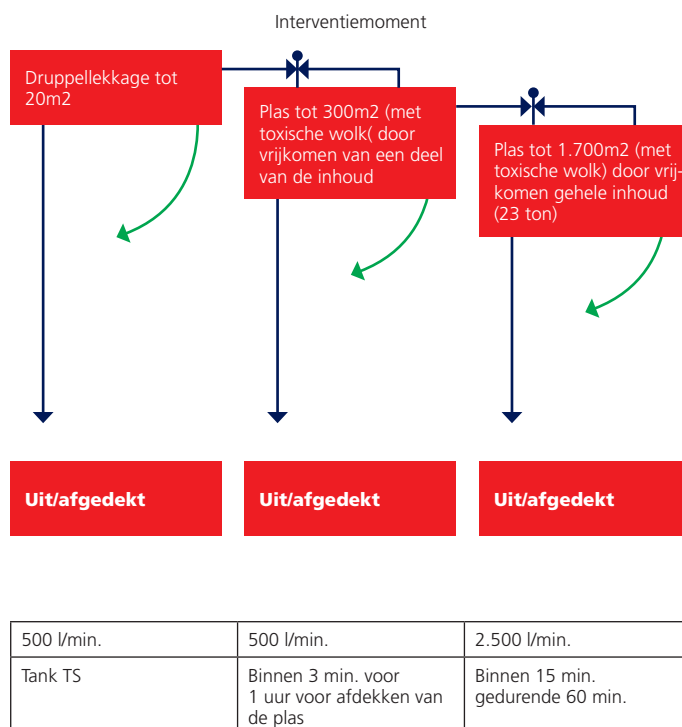 Interventiemoment
Druppellekkage tot
20m2
Plas tot 300m2 (met
toxische wolk( door
vrijkomen van een deel
van de inhoud
Plas tot 1.700m2 (met
toxische wolk) door vrij-
komen gehele inhoud
(23 ton)
Uit/afgedekt
Uit/afgedekt
Uit/afgedekt
500 l/min.
500 l/min.
2.500 l/min.
Tank TS
Binnen 3 min. voor
1 uur voor afdekken van
de plas
Binnen 15 min.
gedurende 60 min.